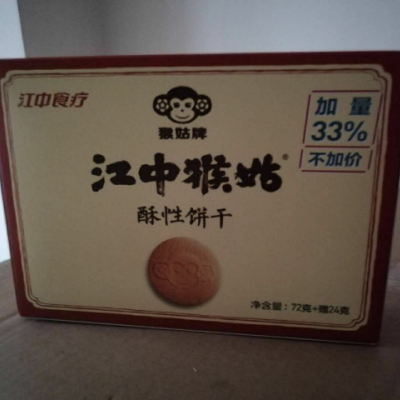 江中食疗
猴姑牌
加量
33%
不加价
江中猴姑®
酥性饼干
净含量：72克+赠24克